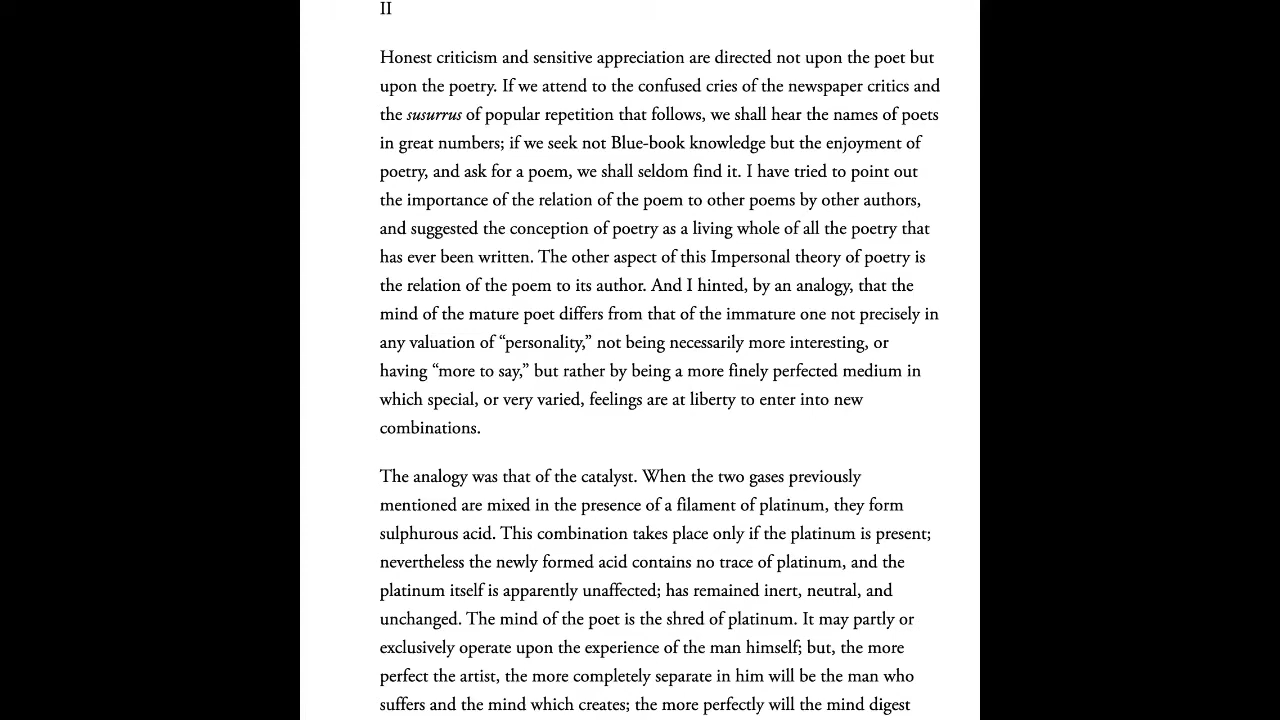 II
Honest criticism and sensitive appreciation are directed not upon the poet but
upon the poetry. If we attend to the confused cries of the newspaper critics and
the susurrus of popular repetition that follows, we shall hear the names of poets
in great numbers; if we seek not Blue-book knowledge but the enjoyment of
poetry, and ask for a poem, we shall seldom find it. I have tried to point out
the importance of the relation of the poem to other poems by other authors,
and suggested the conception of poetry as a living whole of all the poetry that
has ever been written. The other aspect of this Impersonal theory of poetry is
the relation of the poem to its author. And I hinted, by an analogy, that the
mind of the mature poet differs from that of the immature one not precisely in
any valuation of “personality,” not being necessarily more interesting, or
having “more to say,” but rather by being a more finely perfected medium in
which special, or very varied, feelings are at liberty to enter into new
combinations.
The analogy was that of the catalyst. When the two gases previously
mentioned are mixed in the presence of a filament of platinum, they form
sulphurous acid. This combination takes place only if the platinum is present;
nevertheless the newly formed acid contains no trace of platinum, and the
platinum itself is apparently unaffected; has remained inert, neutral, and
unchanged. The mind of the poet is the shred of platinum. It may partly or
exclusively operate upon the experience of the man himself; but, the more
perfect the artist, the more completely separate in him will be the man who
suffers and the mind which creates; the more perfectly will the mind digest